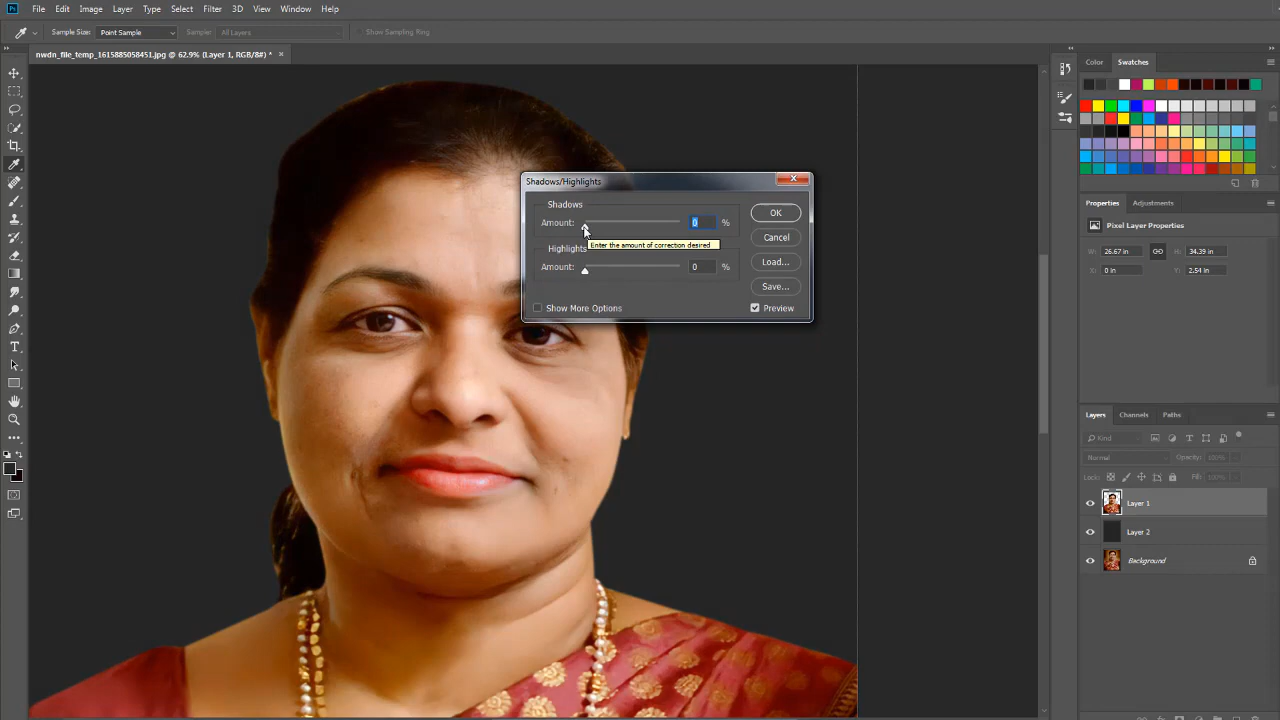 Ps File Edit Image Layer Type Select Filter 3D View Window Help
Sample Size: Point Sample Sample: All Layers Show Sampling Ring
nwdn_file_temp_1615885058451.jpg @ 62.9% (Layer 1, RGB/8#) * ×
Color Swatches
Shadows/Highlights
Shadows
Amount: 0 %
Enter the amount of correction desired
Highlights
Amount: 0 %
Show More Options
OK
Cancel
Load...
Save...
Preview
Properties Adjustments
Pixel Layer Properties
W: 26.67 in H: 34.39 in
X: 0 in Y: 2.54 in
Layers Channels Paths
Kind
Normal Opacity: 100%
Lock: Fill: 100%
Layer 1
Layer 2
Background